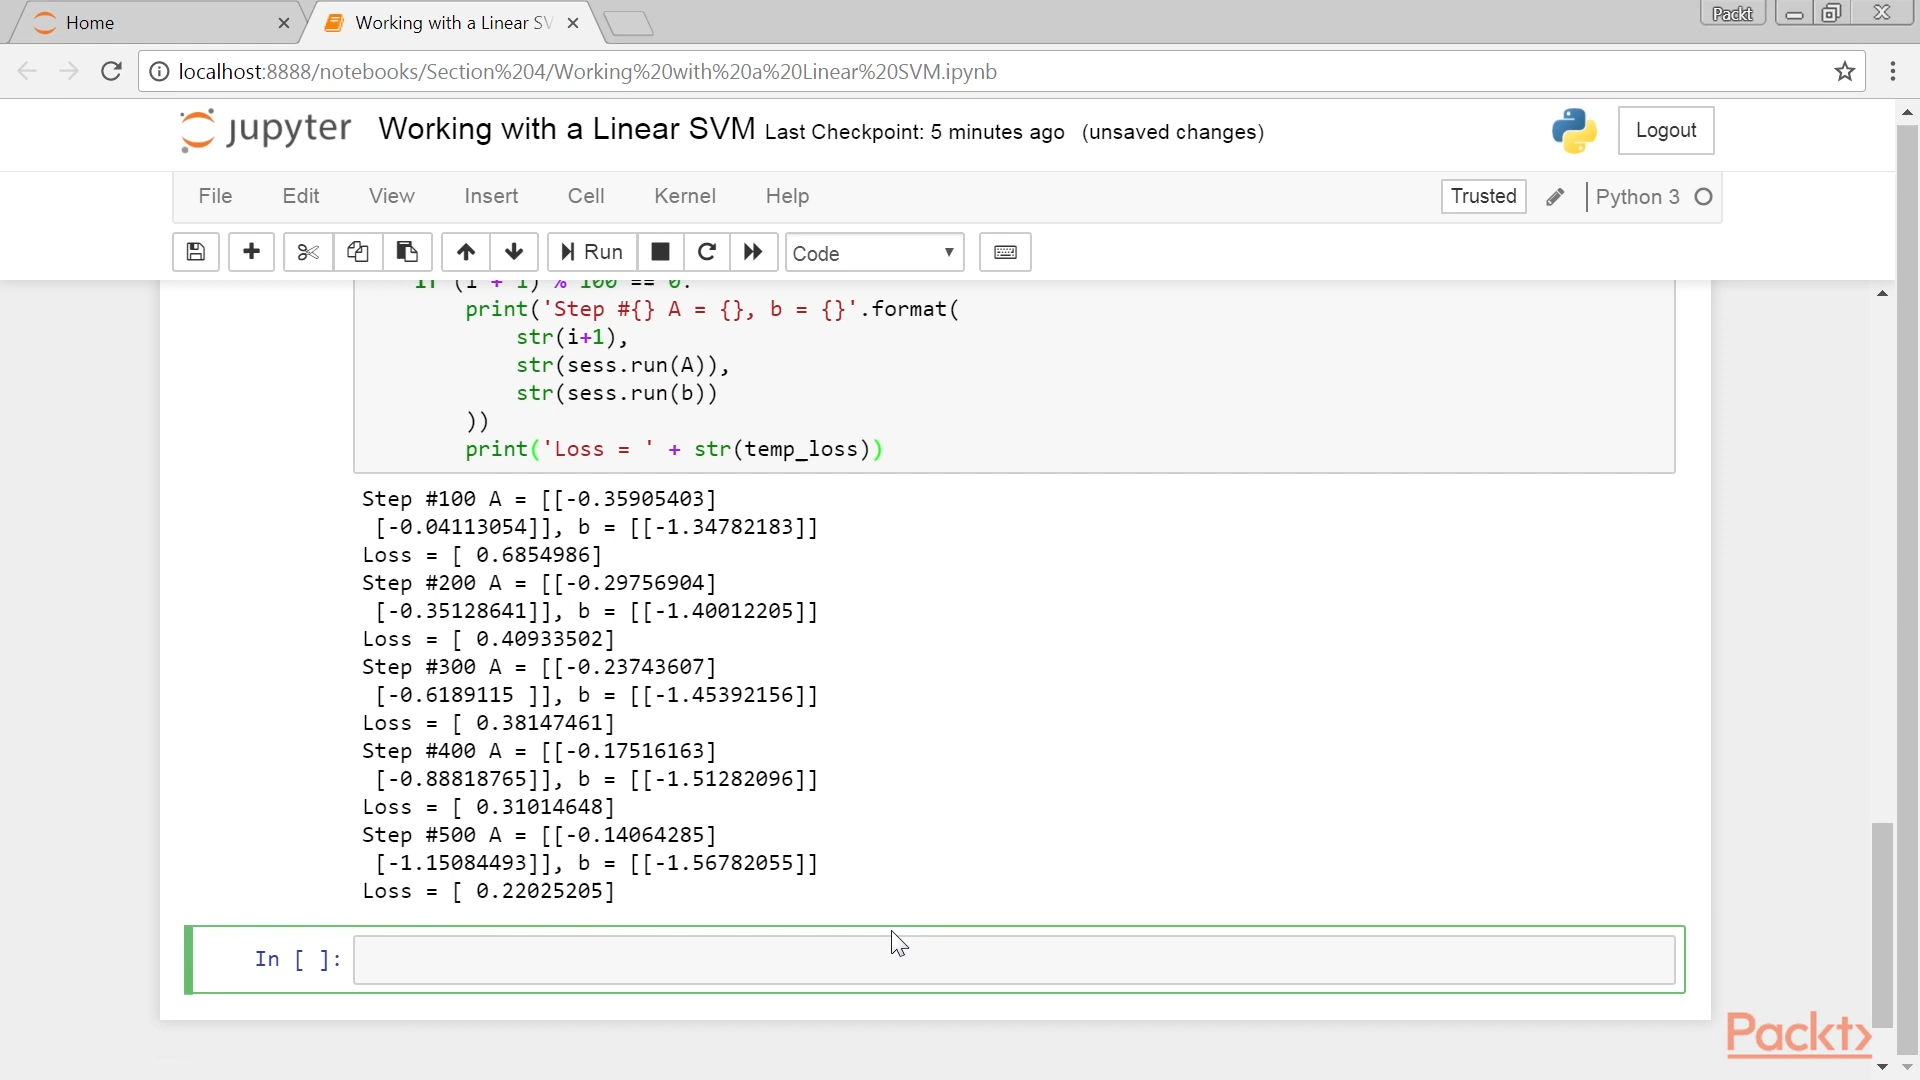 Home
Working with a Linear SV
Packt
localhost:8888/notebooks/Section%204/Working%20with%20a%20Linear%20SVM.ipynb
jupyter Working with a Linear SVM Last Checkpoint: 5 minutes ago (unsaved changes)
Logout
File Edit View Insert Cell Kernel Help
Trusted Python 3
Run Code
if (i + 1) % 100 == 0:
print('Step #{} A = {}, b = {}'.format(
str(i+1),
str(sess.run(A)),
str(sess.run(b))
))
print('Loss = ' + str(temp_loss))
Step #100 A = [[-0.35905403]
[-0.04113054]], b = [[-1.34782183]]
Loss = [ 0.6854986]
Step #200 A = [[-0.29756904]
[-0.35128641]], b = [[-1.40012205]]
Loss = [ 0.40933502]
Step #300 A = [[-0.23743607]
[-0.6189115 ]], b = [[-1.45392156]]
Loss = [ 0.38147461]
Step #400 A = [[-0.17516163]
[-0.88818765]], b = [[-1.51282096]]
Loss = [ 0.31014648]
Step #500 A = [[-0.14064285]
[-1.15084493]], b = [[-1.56782055]]
Loss = [ 0.22025205]
In [ ]:
Packt>